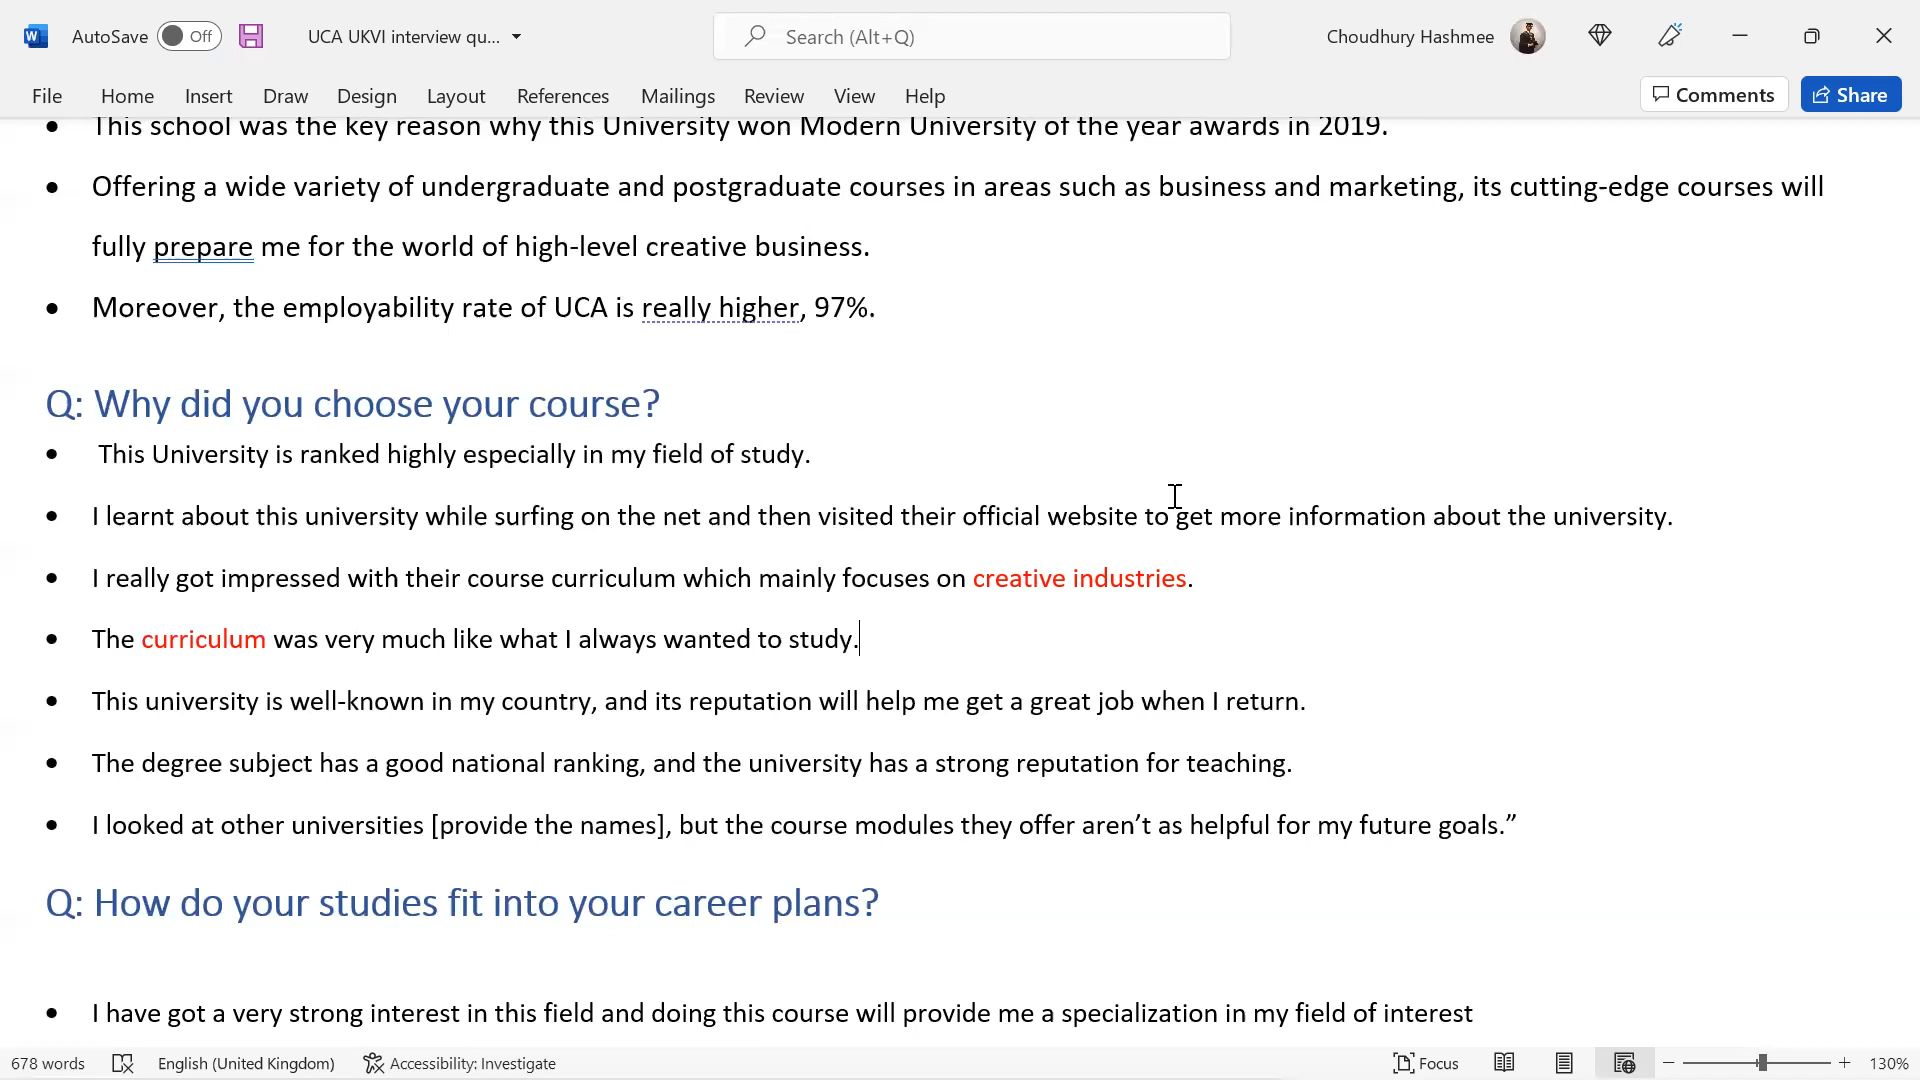 AutoSave Off UCA UKVI interview qu... Search (Alt+Q) Choudhury Hashmee
File Home Insert Draw Design Layout References Mailings Review View Help Comments Share
• This school was the key reason why this University won Modern University of the year awards in 2019.
• Offering a wide variety of undergraduate and postgraduate courses in areas such as business and marketing, its cutting-edge courses will
fully prepare me for the world of high-level creative business.
• Moreover, the employability rate of UCA is really higher, 97%.
Q: Why did you choose your course?
• This University is ranked highly especially in my field of study.
• I learnt about this university while surfing on the net and then visited their official website to get more information about the university.
• I really got impressed with their course curriculum which mainly focuses on creative industries.
• The curriculum was very much like what I always wanted to study.
• This university is well-known in my country, and its reputation will help me get a great job when I return.
• The degree subject has a good national ranking, and the university has a strong reputation for teaching.
• I looked at other universities [provide the names], but the course modules they offer aren’t as helpful for my future goals.”
Q: How do your studies fit into your career plans?
• I have got a very strong interest in this field and doing this course will provide me a specialization in my field of interest
678 words English (United Kingdom) Accessibility: Investigate Focus 130%